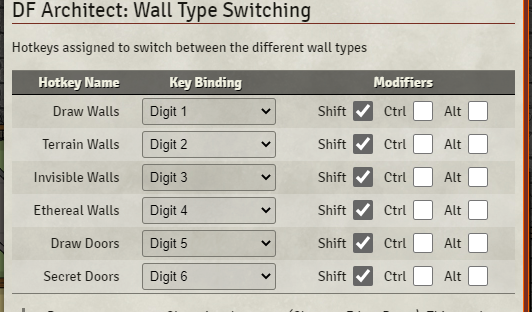 DF Architect: Wall Type Switching
Hotkeys assigned to switch between the different wall types
Hotkey Name Key Binding Modifiers
Draw Walls Digit 1 Shift Ctrl Alt
Terrain Walls Digit 2 Shift Ctrl Alt
Invisible Walls Digit 3 Shift Ctrl Alt
Ethereal Walls Digit 4 Shift Ctrl Alt
Draw Doors Digit 5 Shift Ctrl Alt
Secret Doors Digit 6 Shift Ctrl Alt